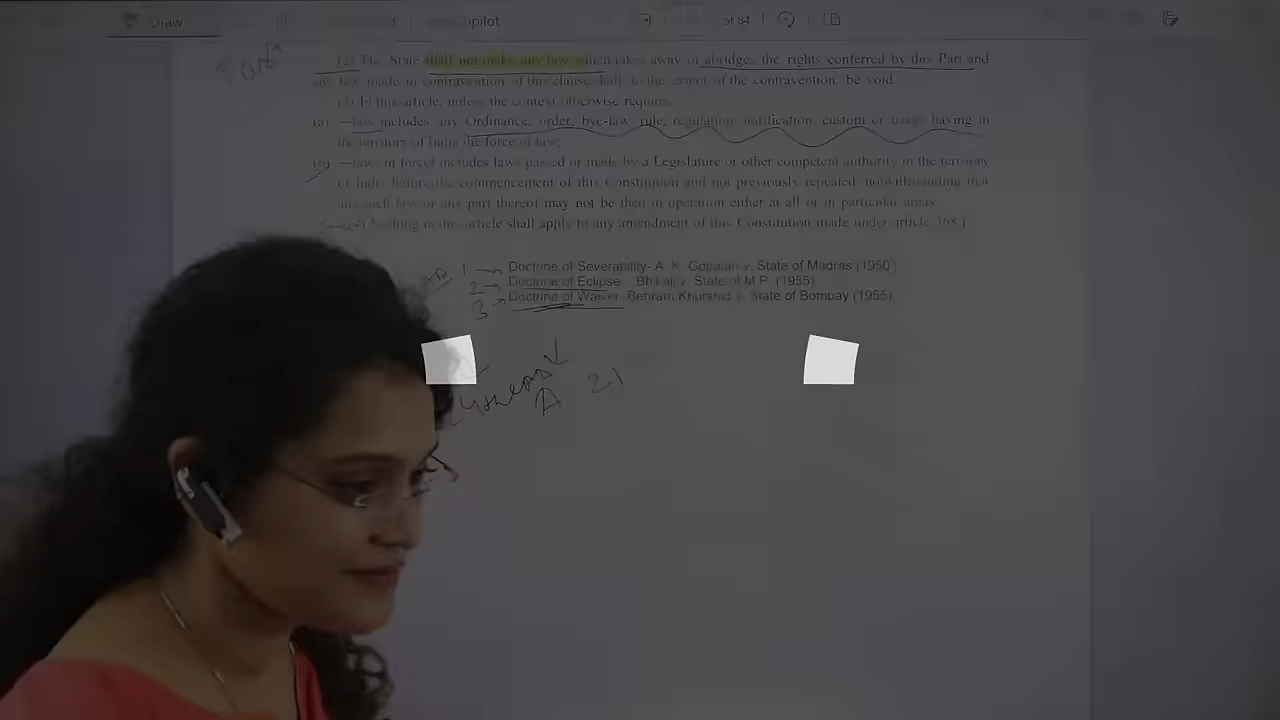 Draw
pilot
of 84
(2) The State shall not make any law which takes away or abridges the rights conferred by this Part and
any law made in contravention of this clause shall, to the extent of the contravention, be void.
(3) In this article, unless the context otherwise requires,
(a) —law includes any Ordinance, order, bye-law, rule, regulation, notification, custom or usage having in
the territory of India the force of law;
(b) —laws in force includes laws passed or made by a Legislature or other competent authority in the territory
of India before the commencement of this Constitution and not previously repealed, notwithstanding that
any such law or any part thereof may not be then in operation either at all or in particular areas.
(4) Nothing in this article shall apply to any amendment of this Constitution made under article 368.]
1 Doctrine of Severability- A. K. Gopalan v. State of Madras (1950)
2 Doctrine of Eclipse- Bhikaji v. State of M.P. (1955)
3 Doctrine of Waiver- Behram Khurshid v. State of Bombay (1955)
A 21